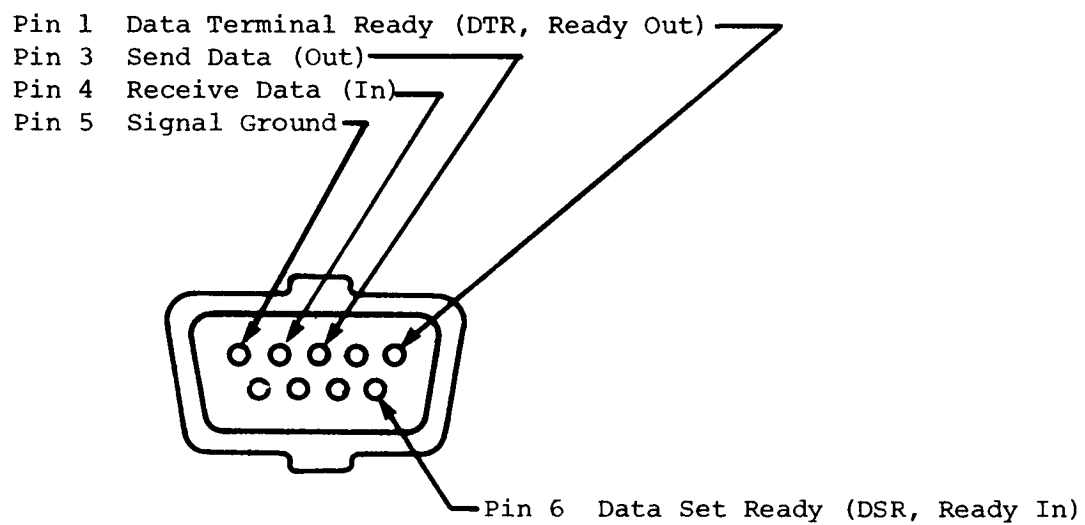 Pin 1 Data Terminal Ready (DTR, Ready Out)
Pin 3 Send Data (Out)
Pin 4 Receive Data (In)
Pin 5 Signal Ground
Pin 6 Data Set Ready (DSR, Ready In)